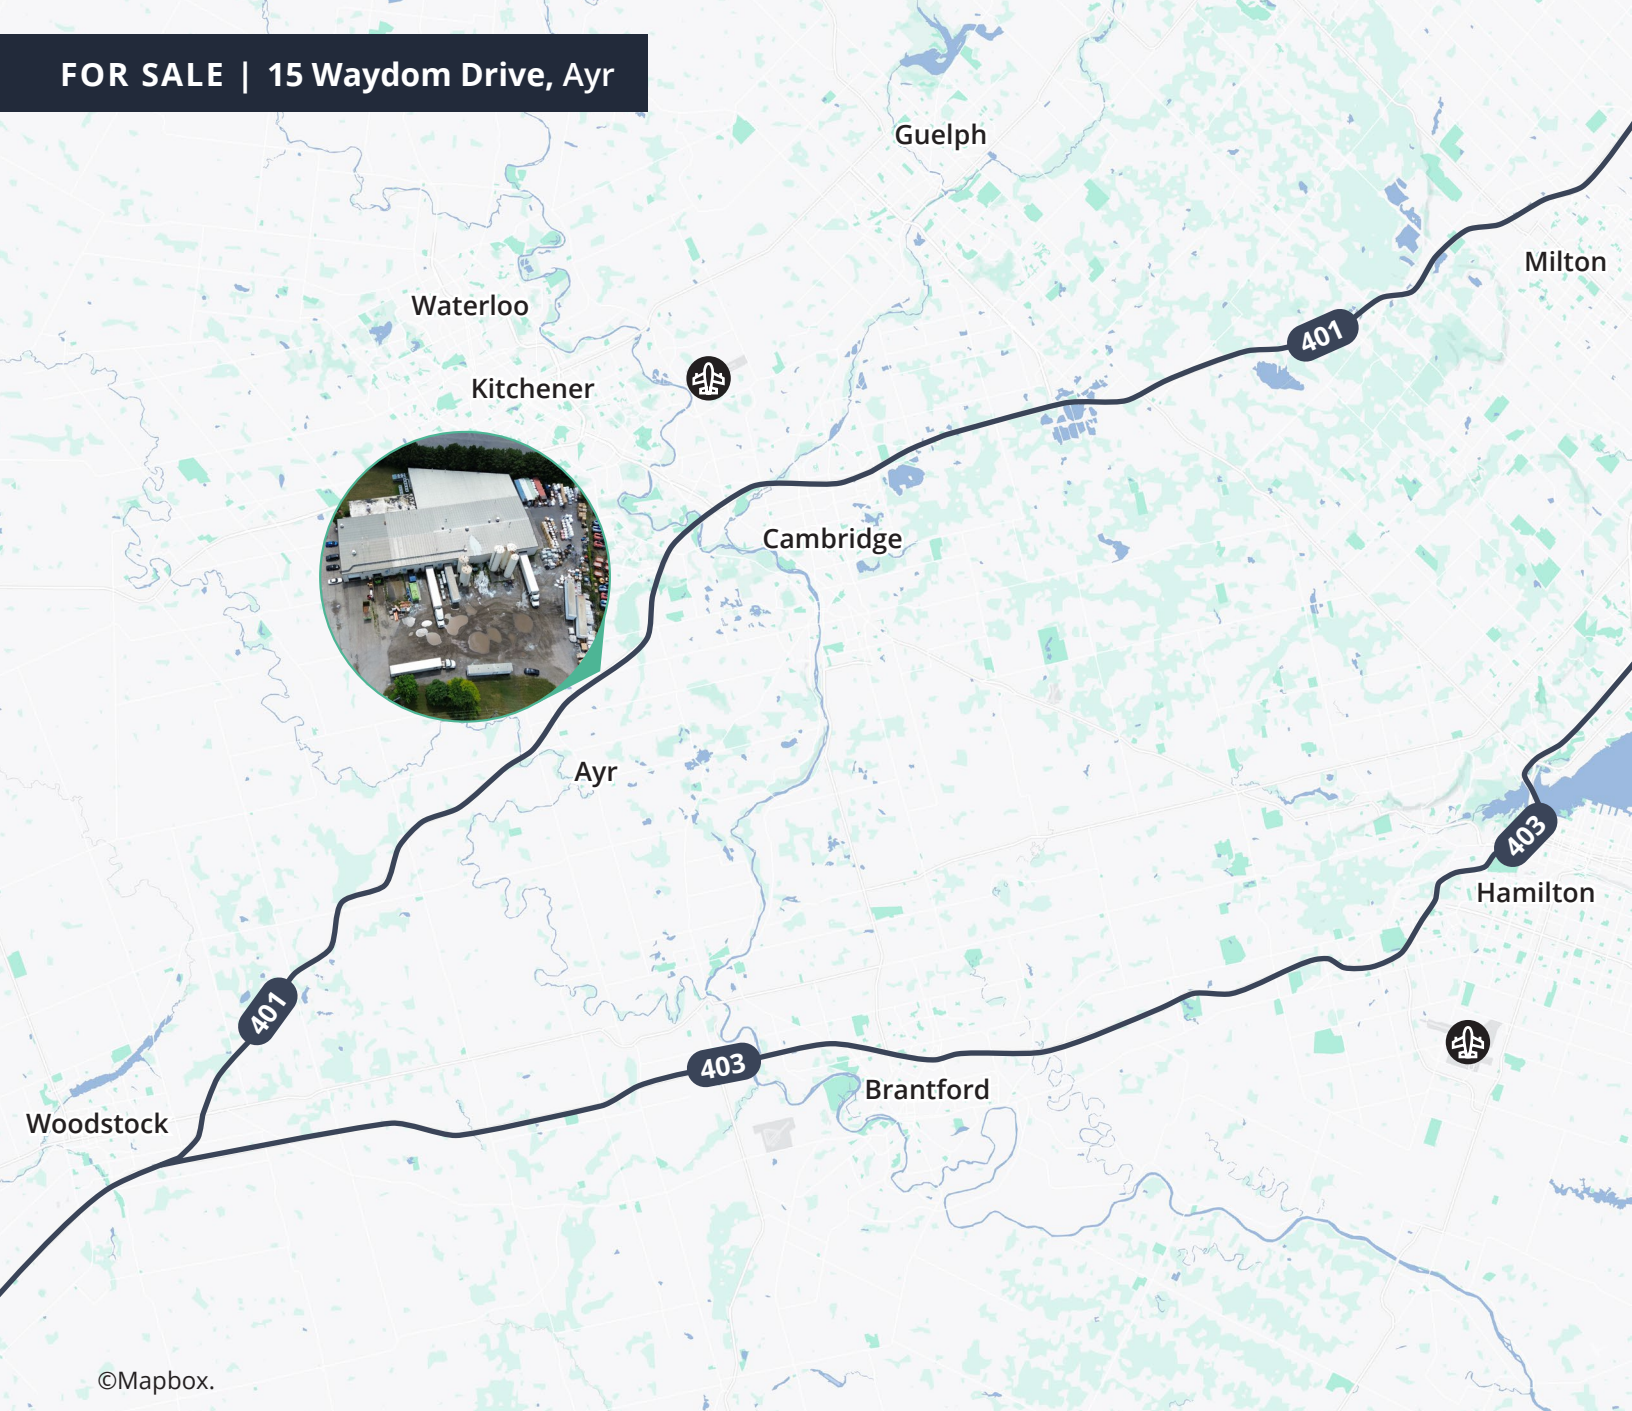 FOR SALE | 15 Waydom Drive, Ayr
Guelph
Milton
Waterloo
401
Kitchener
Cambridge
Ayr
403
Hamilton
401
403
Brantford
Woodstock
©Mapbox.